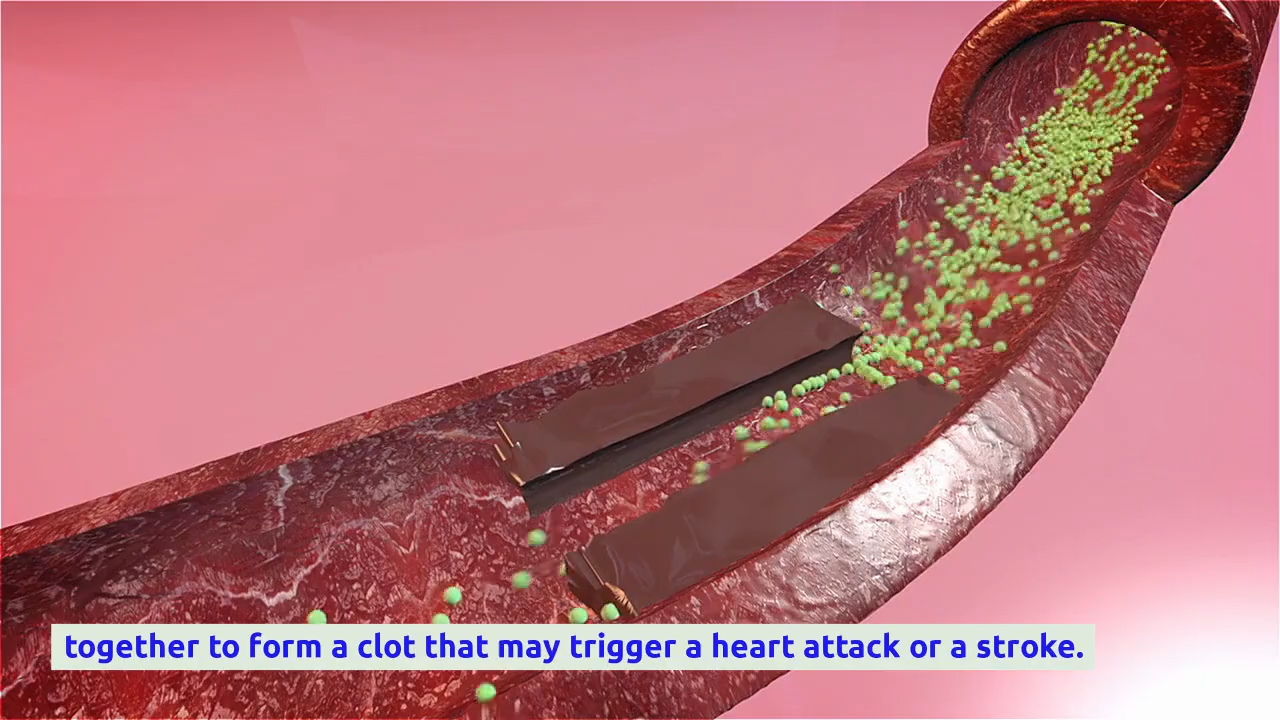 together to form a clot that may trigger a heart attack or a stroke.